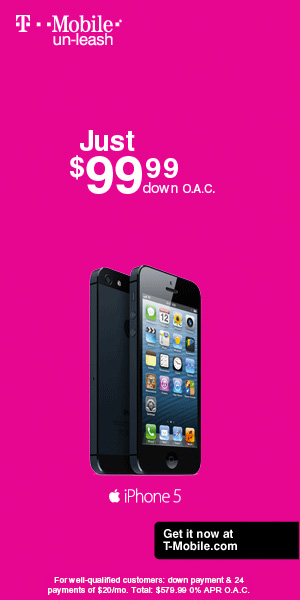 T · · Mobile ·
un-leash
Just
$99 99
down O.A.C.
iPhone 5
Get it now at
T-Mobile.com
For well-qualified customers: down payment & 24
payments of $20/mo. Total: $579.99 0% APR O.A.C.